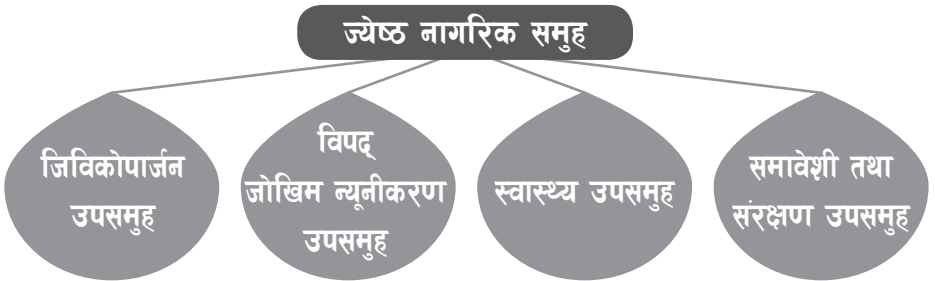 ज्येष्ठ नागरिक समुह
जिविकोपार्जन
उपसमुह
विपद्
जोखिम न्यूनीकरण
उपसमुह
स्वास्थ्य उपसमुह
समावेशी तथा
संरक्षण उपसमुह